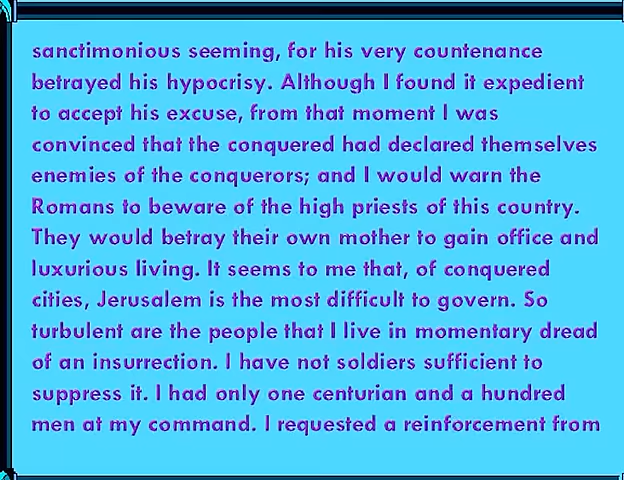 sanctimonious seeming, for his very countenance
betrayed his hypocrisy. Although I found it expedient
to accept his excuse, from that moment I was
convinced that the conquered had declared themselves
enemies of the conquerors; and I would warn the
Romans to beware of the high priests of this country.
They would betray their own mother to gain office and
luxurious living. It seems to me that, of conquered
cities, Jerusalem is the most difficult to govern. So
turbulent are the people that I live in momentary dread
of an insurrection. I have not soldiers sufficient to
suppress it. I had only one centurian and a hundred
men at my command. I requested a reinforcement from